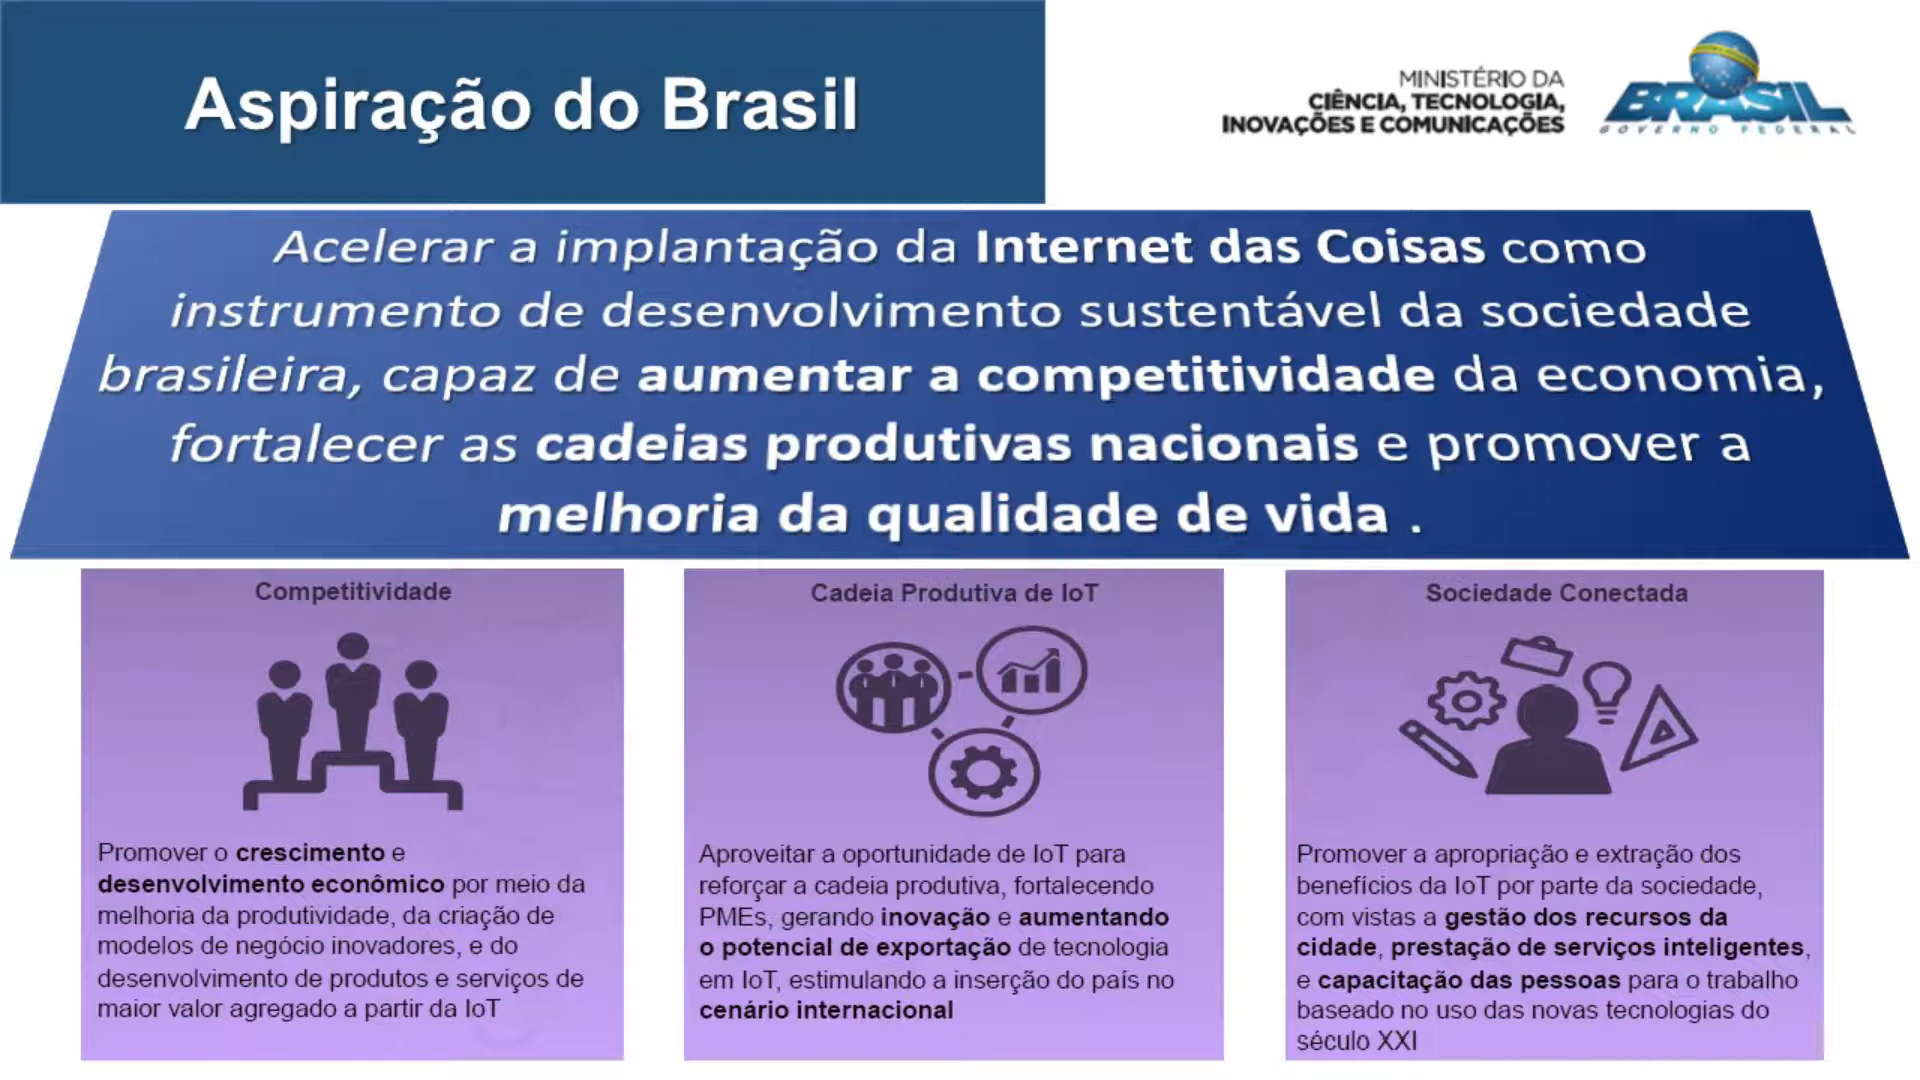 Aspiração do Brasil
MINISTÉRIO DA
CIÊNCIA, TECNOLOGIA,
INOVAÇÕES E COMUNICAÇÕES
BRASIL
GOVERNO FEDERAL
Acelerar a implantação da Internet das Coisas como
instrumento de desenvolvimento sustentável da sociedade
brasileira, capaz de aumentar a competitividade da economia,
fortalecer as cadeias produtivas nacionais e promover a
melhoria da qualidade de vida .
Competitividade
Promover o crescimento e
desenvolvimento econômico por meio da
melhoria da produtividade, da criação de
modelos de negócio inovadores, e do
desenvolvimento de produtos e serviços de
maior valor agregado a partir da IoT
Cadeia Produtiva de IoT
Aproveitar a oportunidade de IoT para
reforçar a cadeia produtiva, fortalecendo
PMEs, gerando inovação e aumentando
o potencial de exportação de tecnologia
em IoT, estimulando a inserção do país no
cenário internacional
Sociedade Conectada
Promover a apropriação e extração dos
benefícios da IoT por parte da sociedade,
com vistas a gestão dos recursos da
cidade, prestação de serviços inteligentes,
e capacitação das pessoas para o trabalho
baseado no uso das novas tecnologias do
século XXI